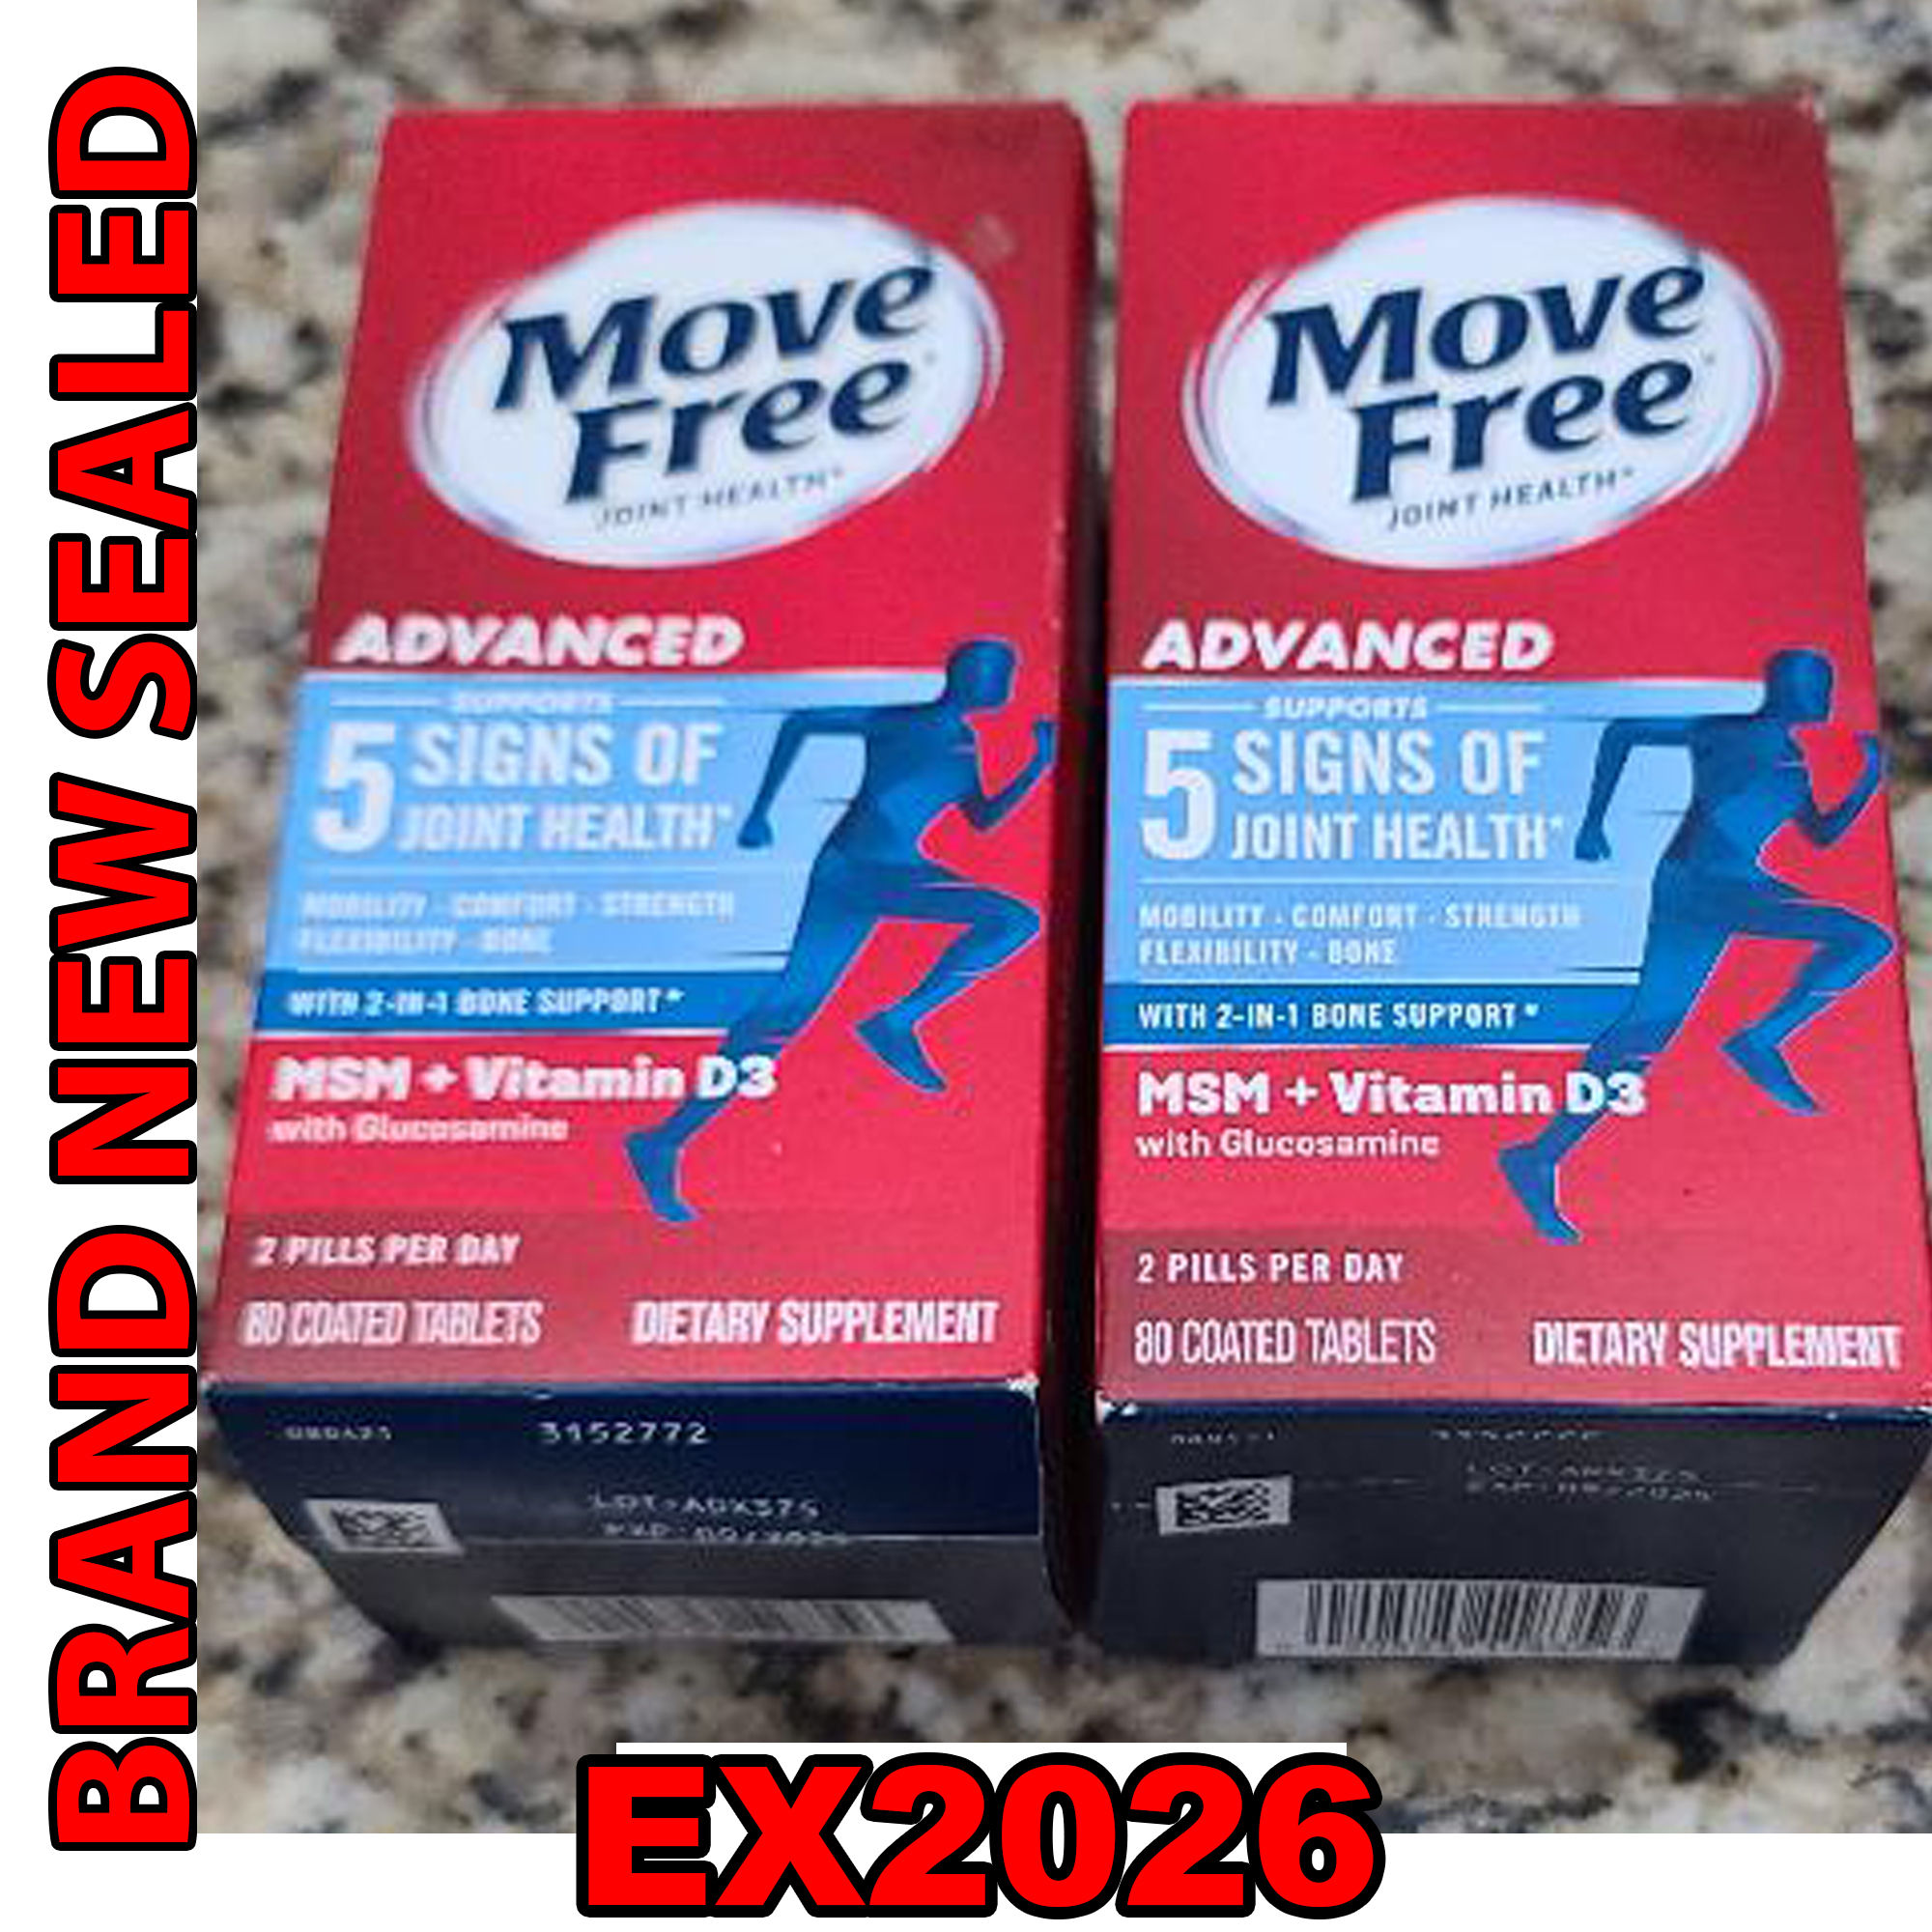 BRAND NEW SEALED
Move
Free
JOINT HEALTH*
ADVANCED
SUPPORTS
5 SIGNS OF
JOINT HEALTH*
MOBILITY · COMFORT · STRENGTH
FLEXIBILITY · BONE
WITH 2-IN-1 BONE SUPPORT*
MSM + Vitamin D3
with Glucosamine
2 PILLS PER DAY
80 COATED TABLETS DIETARY SUPPLEMENT
3152772
Move
Free
JOINT HEALTH*
ADVANCED
SUPPORTS
5 SIGNS OF
JOINT HEALTH*
MOBILITY · COMFORT · STRENGTH
FLEXIBILITY · BONE
WITH 2-IN-1 BONE SUPPORT*
MSM + Vitamin D3
with Glucosamine
2 PILLS PER DAY
80 COATED TABLETS DIETARY SUPPLEMENT
EX2026